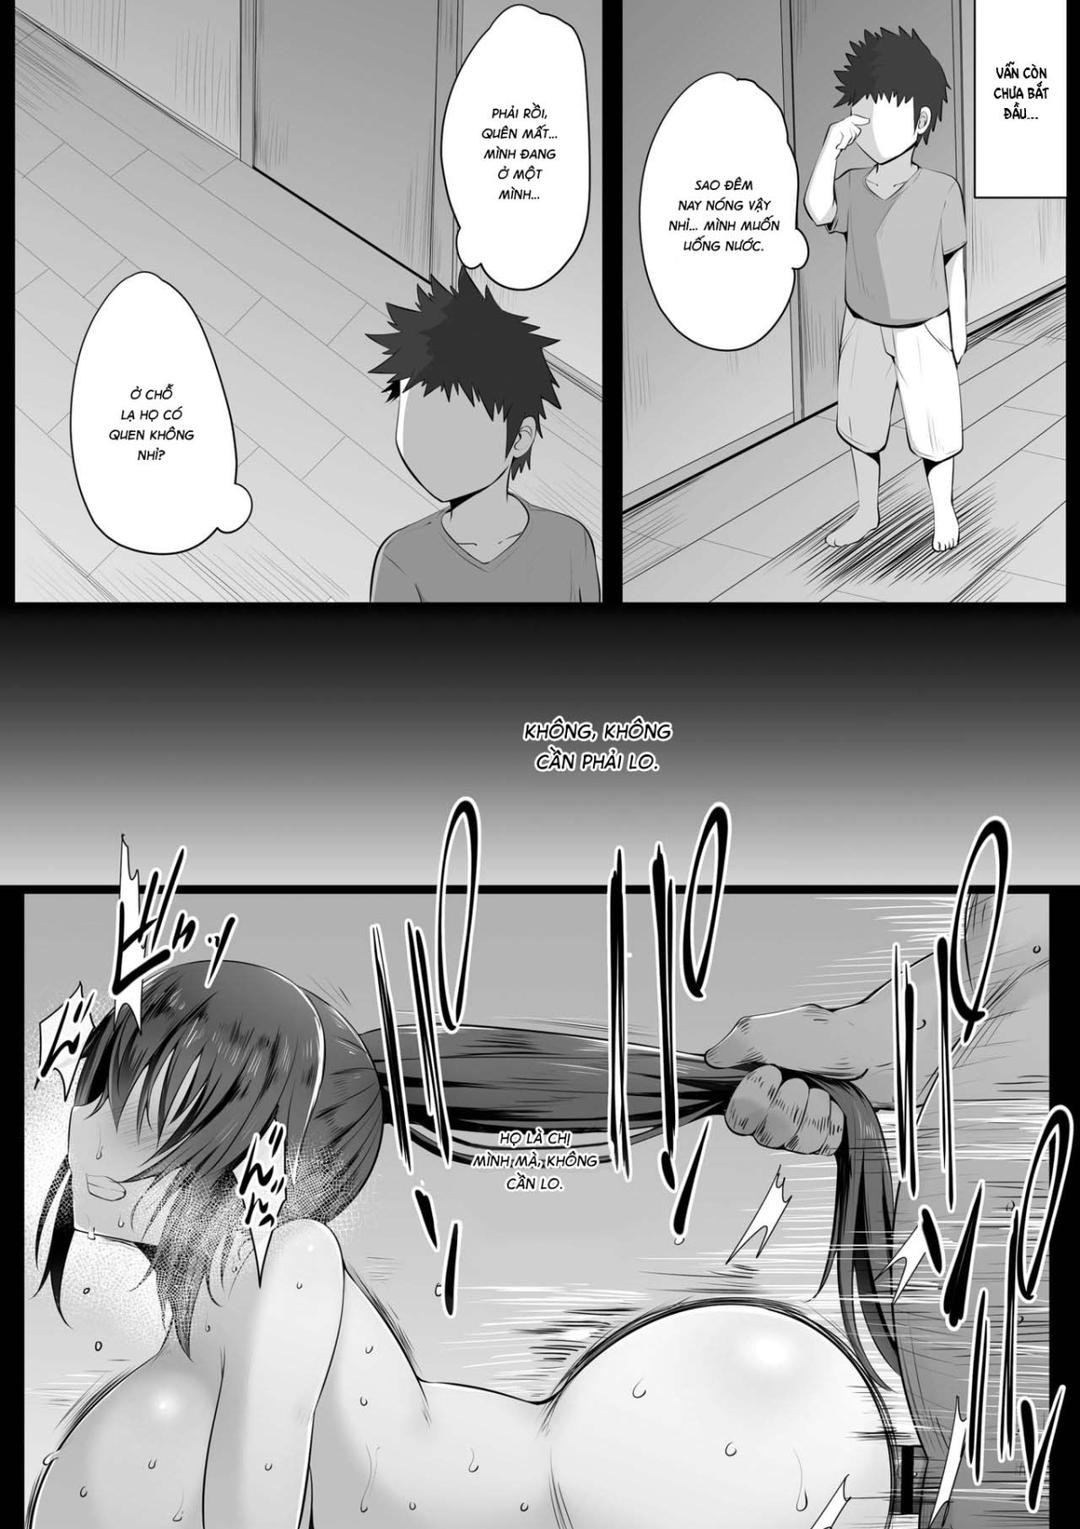 VẪN CÒN
CHƯA BẮT
ĐẦU...
SAO ĐÊM
NAY NÓNG VẬY
NHỈ... MÌNH MUỐN
UỐNG NƯỚC.
PHẢI RỒI,
QUÊN MẤT...
MÌNH ĐANG
Ở MỘT
MÌNH...
Ở CHỖ
LẠ HỌ CÓ
QUEN KHÔNG
NHỈ?
KHÔNG, KHÔNG
CẦN PHẢI LO.
HỌ LÀ CHỊ
MÌNH MÀ, KHÔNG
CẦN LO.